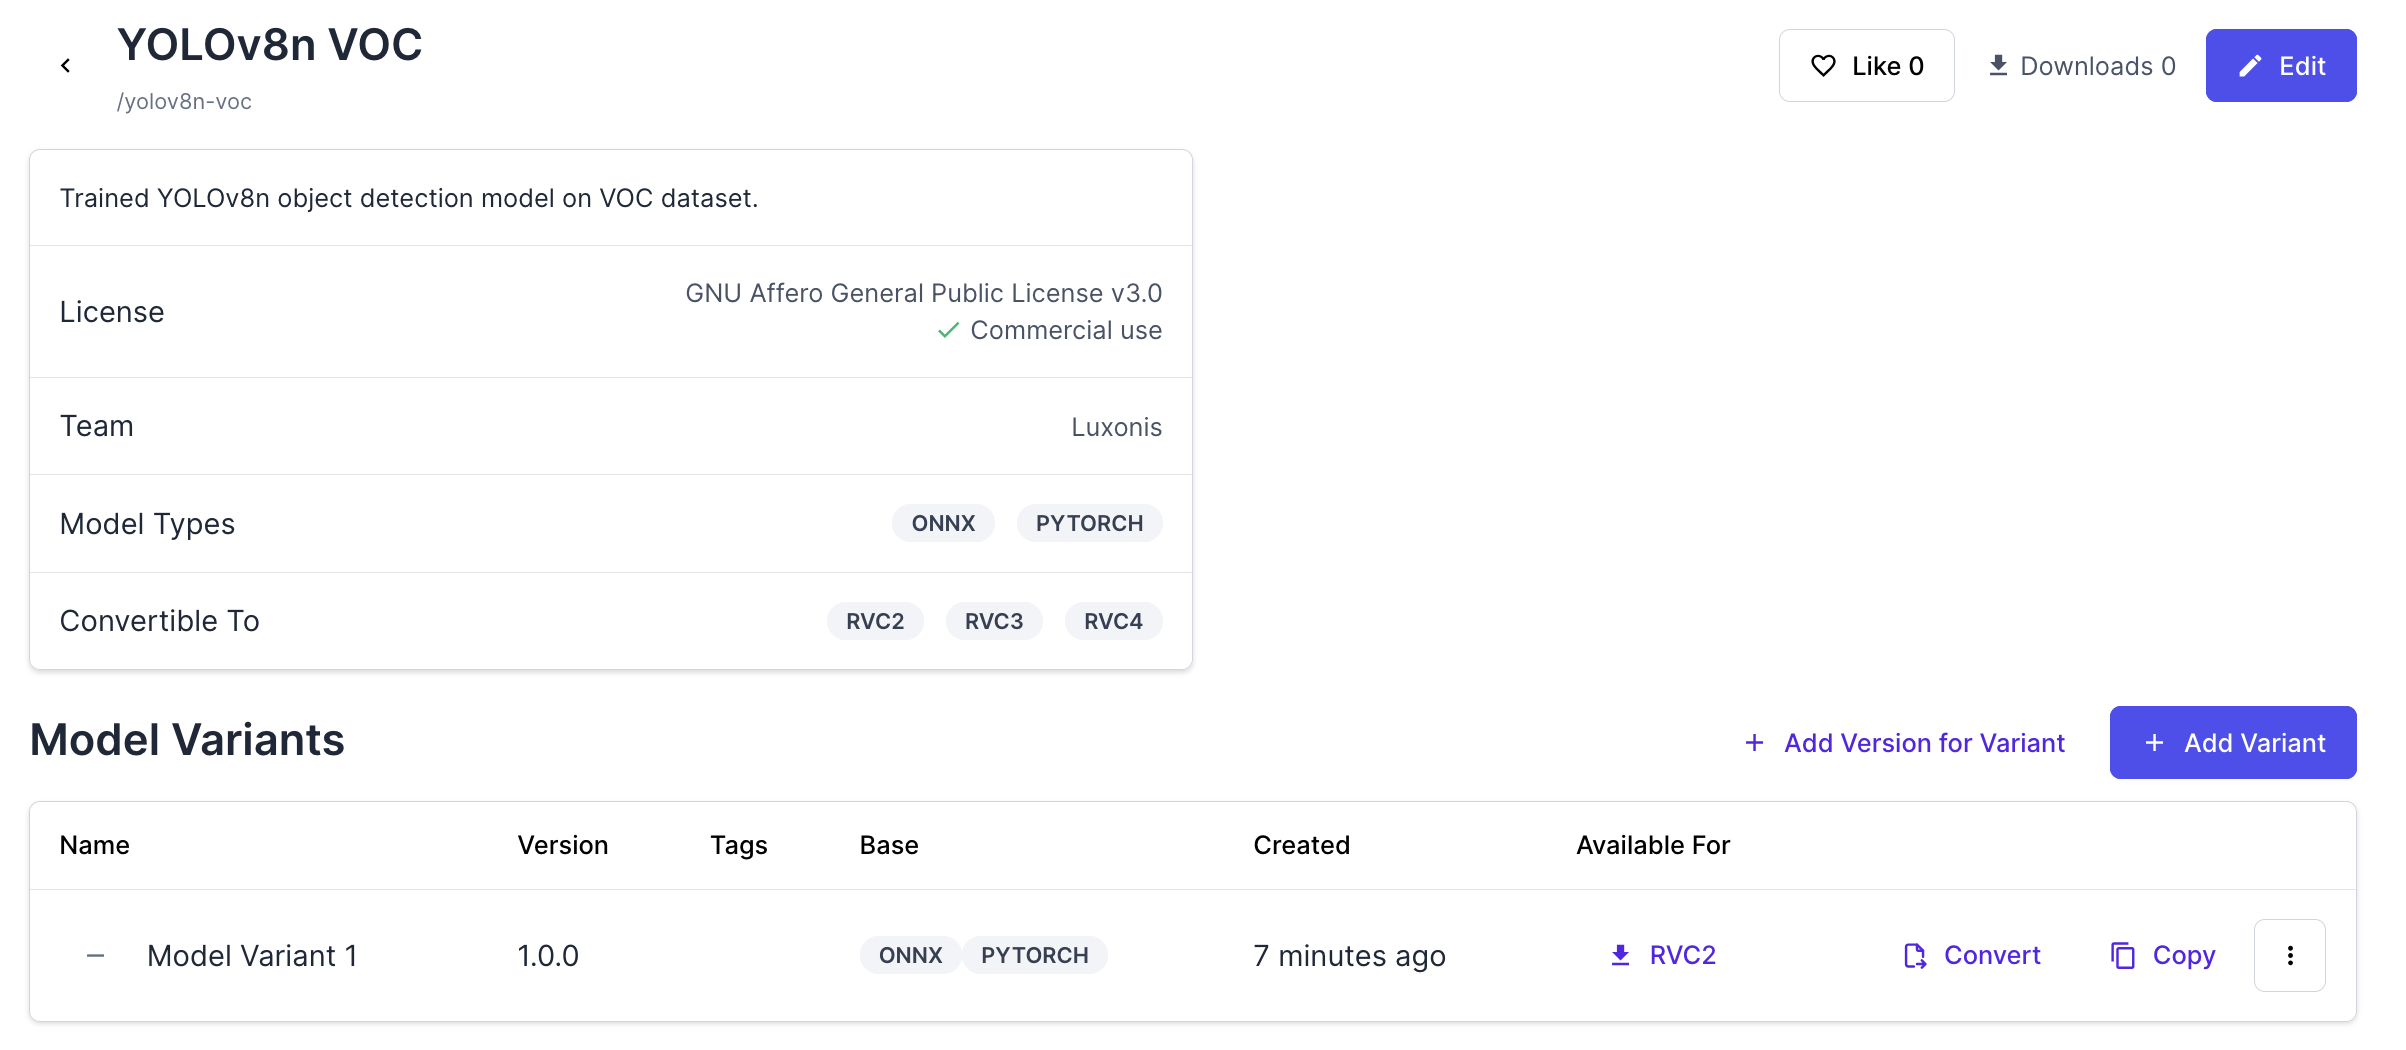 YOLOv8n VOC
/yolov8n-voc
Like 0
Downloads 0
Edit
Trained YOLOv8n object detection model on VOC dataset.
License
GNU Affero General Public License v3.0
Commercial use
Team
Luxonis
Model Types
ONNX PYTORCH
Convertible To
RVC2 RVC3 RVC4
Model Variants
+ Add Version for Variant
+ Add Variant
Name Version Tags Base Created Available For
Model Variant 1 1.0.0 ONNX PYTORCH 7 minutes ago RVC2 Convert Copy